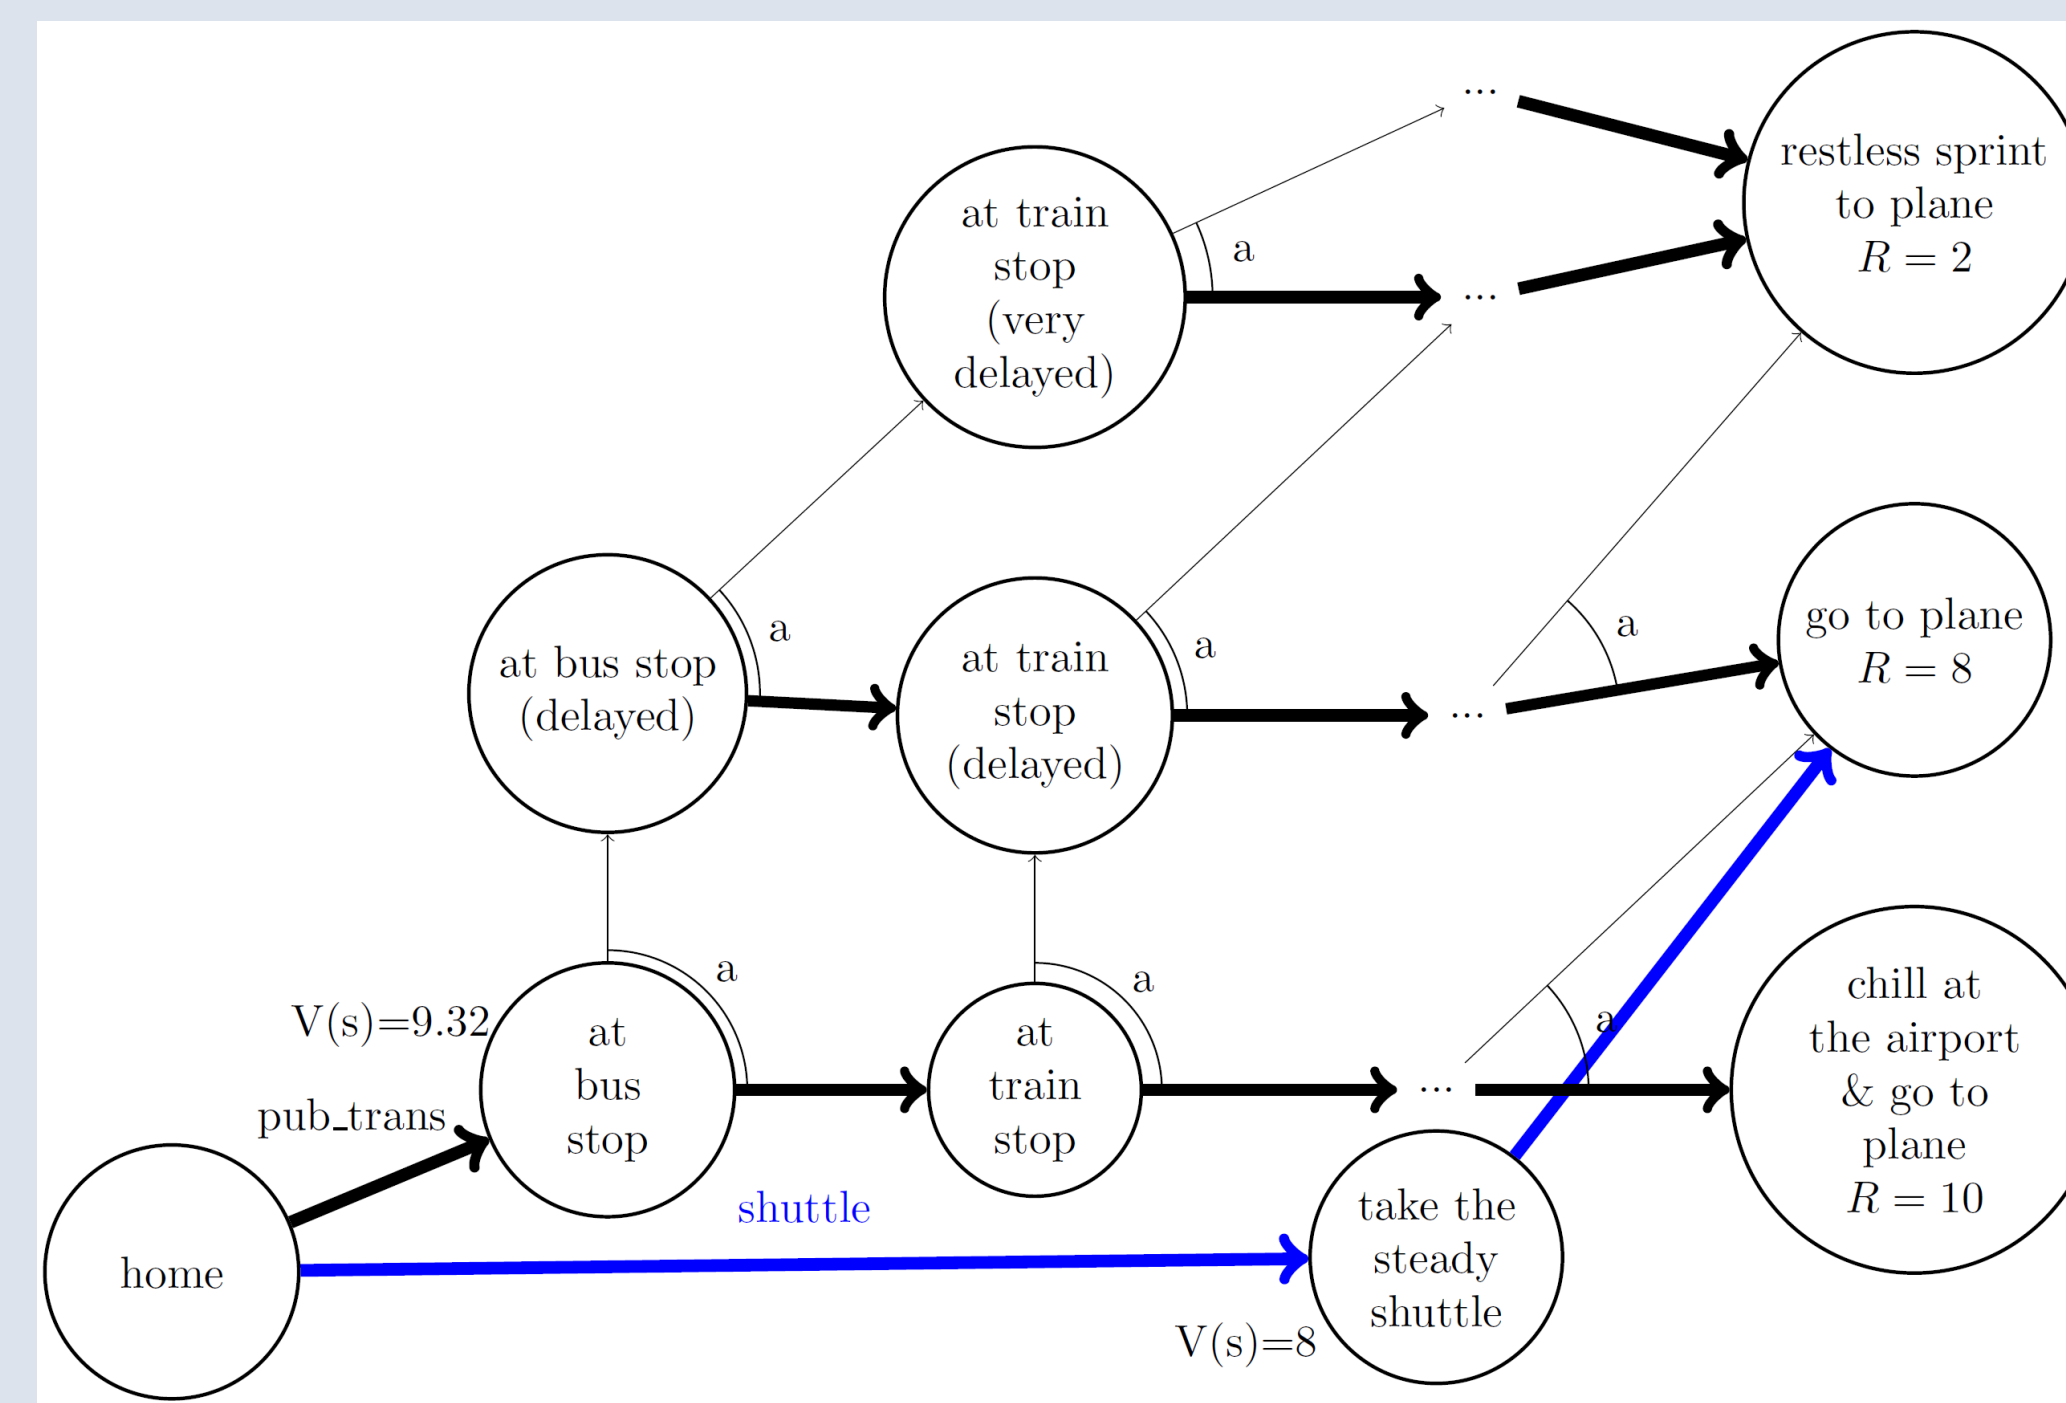 ...
restless sprint
to plane
R = 2
at train
stop
(very
delayed)
a
...
at bus stop
(delayed)
a
at train
stop
(delayed)
a
...
a
go to plane
R = 8
V(s)=9.32
pub_trans
at
bus
stop
a
at
train
stop
a
...
a
chill at
the airport
& go to
plane
R = 10
home
shuttle
take the
steady
shuttle
V(s)=8